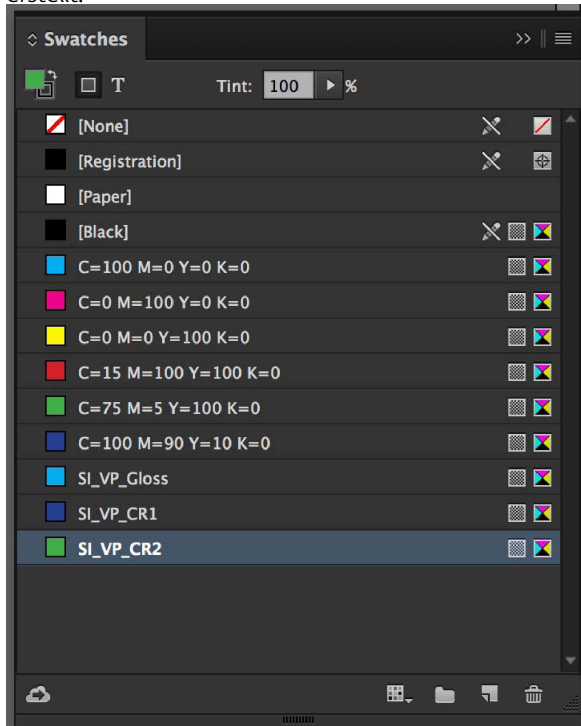 erstellt.
Swatches
T Tint: 100 %
[None]
[Registration]
[Paper]
[Black]
C=100 M=0 Y=0 K=0
C=0 M=100 Y=0 K=0
C=0 M=0 Y=100 K=0
C=15 M=100 Y=100 K=0
C=75 M=5 Y=100 K=0
C=100 M=90 Y=10 K=0
SI_VP_Gloss
SI_VP_CR1
SI_VP_CR2